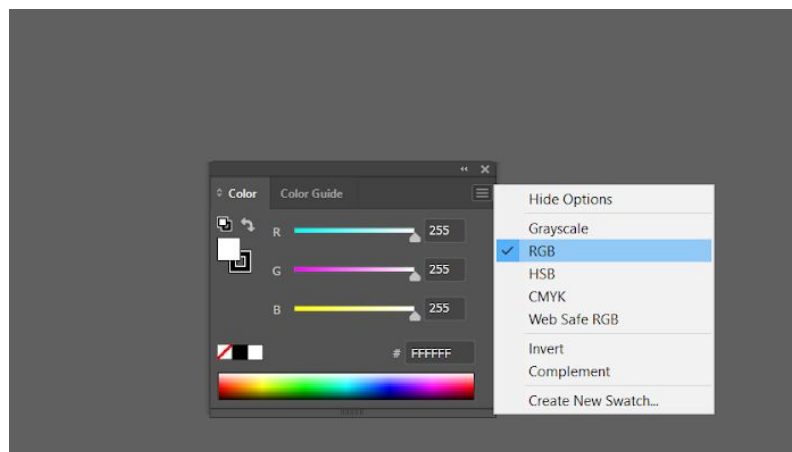 Color Color Guide
R 255
G 255
B 255
# FFFFFF
Hide Options
Grayscale
RGB
HSB
CMYK
Web Safe RGB
Invert
Complement
Create New Swatch...